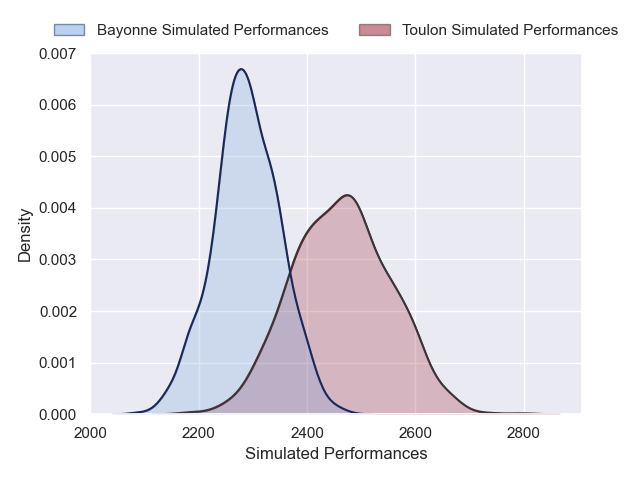 Bayonne Simulated Performances Toulon Simulated Performances
0.007
0.006
0.005
0.004
0.003
0.002
0.001
0.000
Density
2000 2200 2400 2600 2800
Simulated Performances